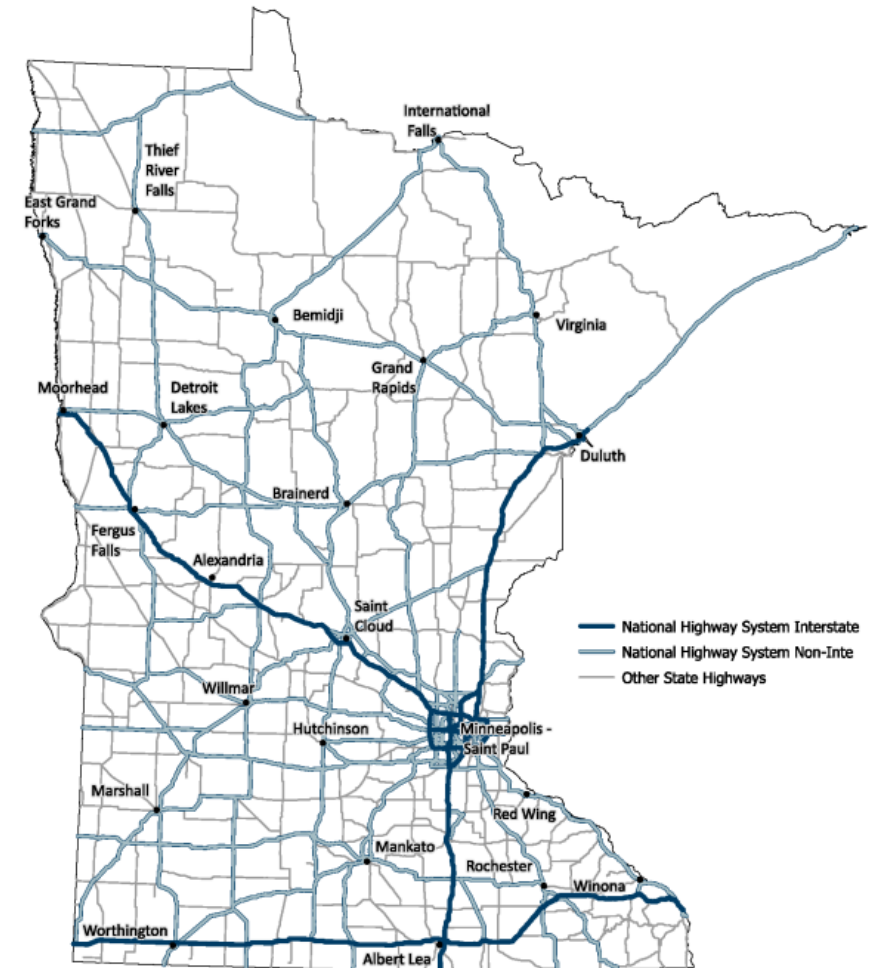 International
Falls
Thief
River
Falls
East Grand
Forks
Bemidji
Virginia
Grand
Rapids
Moorhead
Detroit
Lakes
Duluth
Brainerd
Fergus
Falls
Alexandria
Saint
Cloud
National Highway System Interstate
National Highway System Non-Inte
Other State Highways
Willmar
Hutchinson
Minneapolis -
Saint Paul
Marshall
Red Wing
Mankato
Rochester
Winona
Worthington
Albert Lea